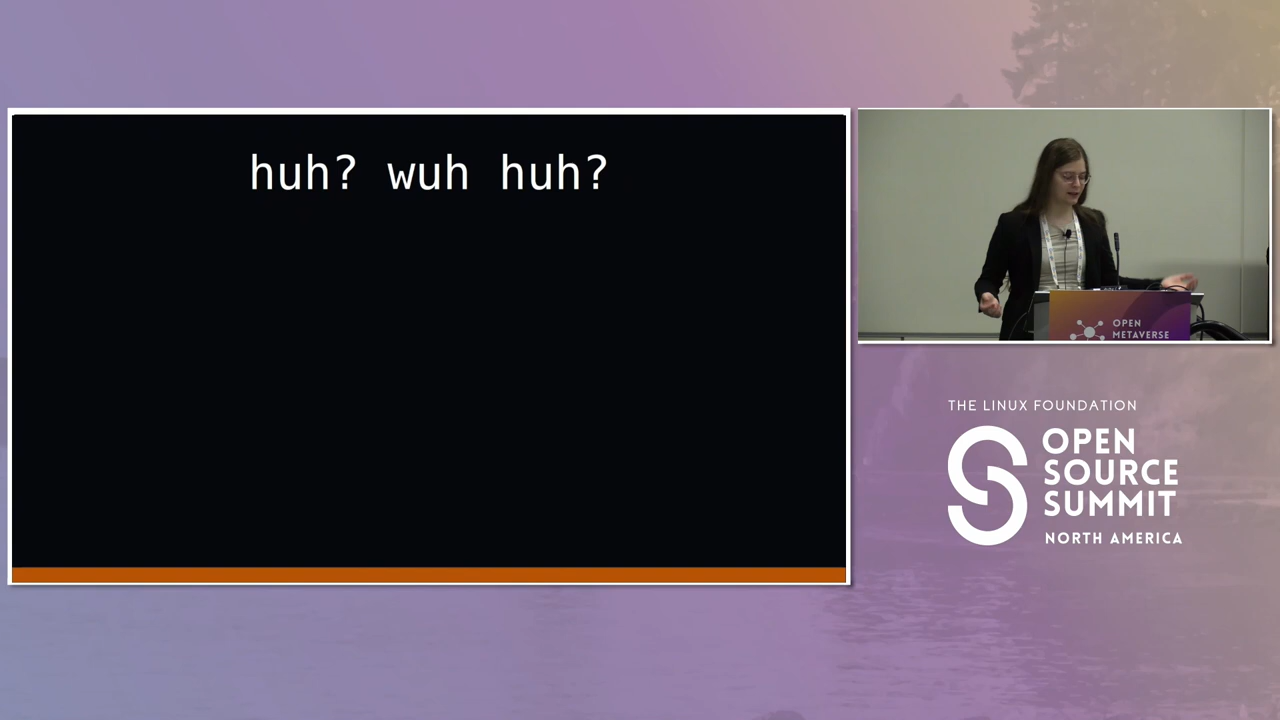 huh? wuh huh?
OPEN
METAVERSE
THE LINUX FOUNDATION
OPEN
SOURCE
SUMMIT
NORTH AMERICA